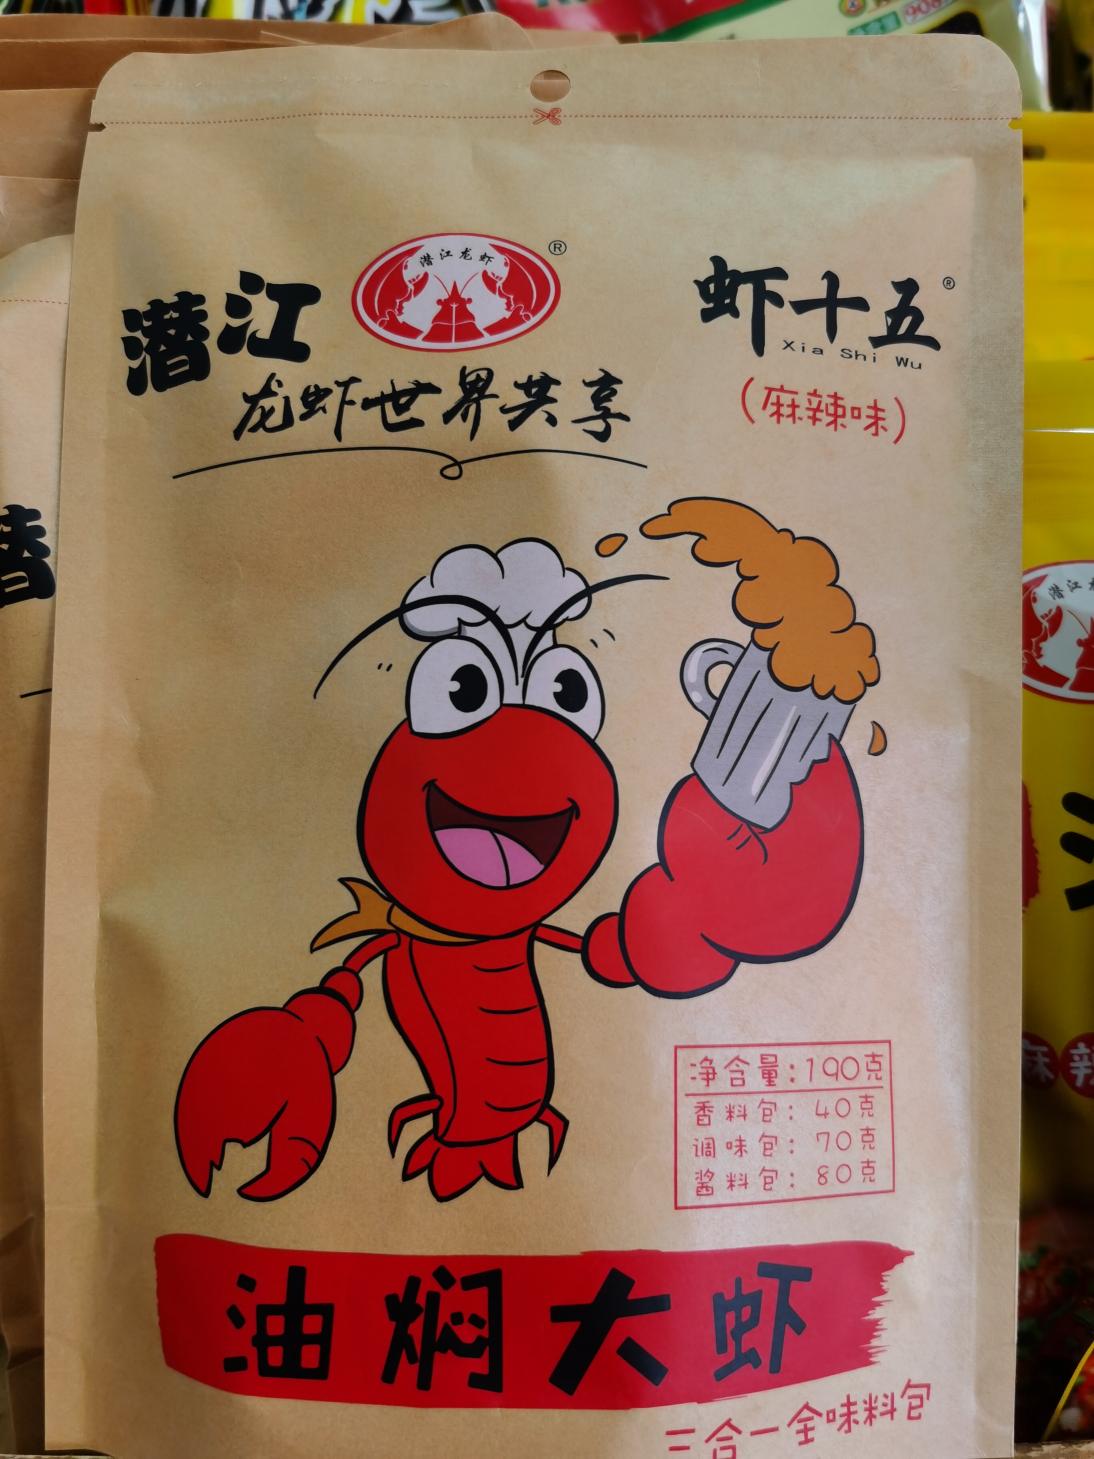 潜江
潜江龙虾
®
龙虾世界共享
虾十五®
Xia Shi Wu
(麻辣味)
净含量:190克
香料包: 40克
调味包: 70克
酱料包: 80克
油焖大虾
三合一全味料包